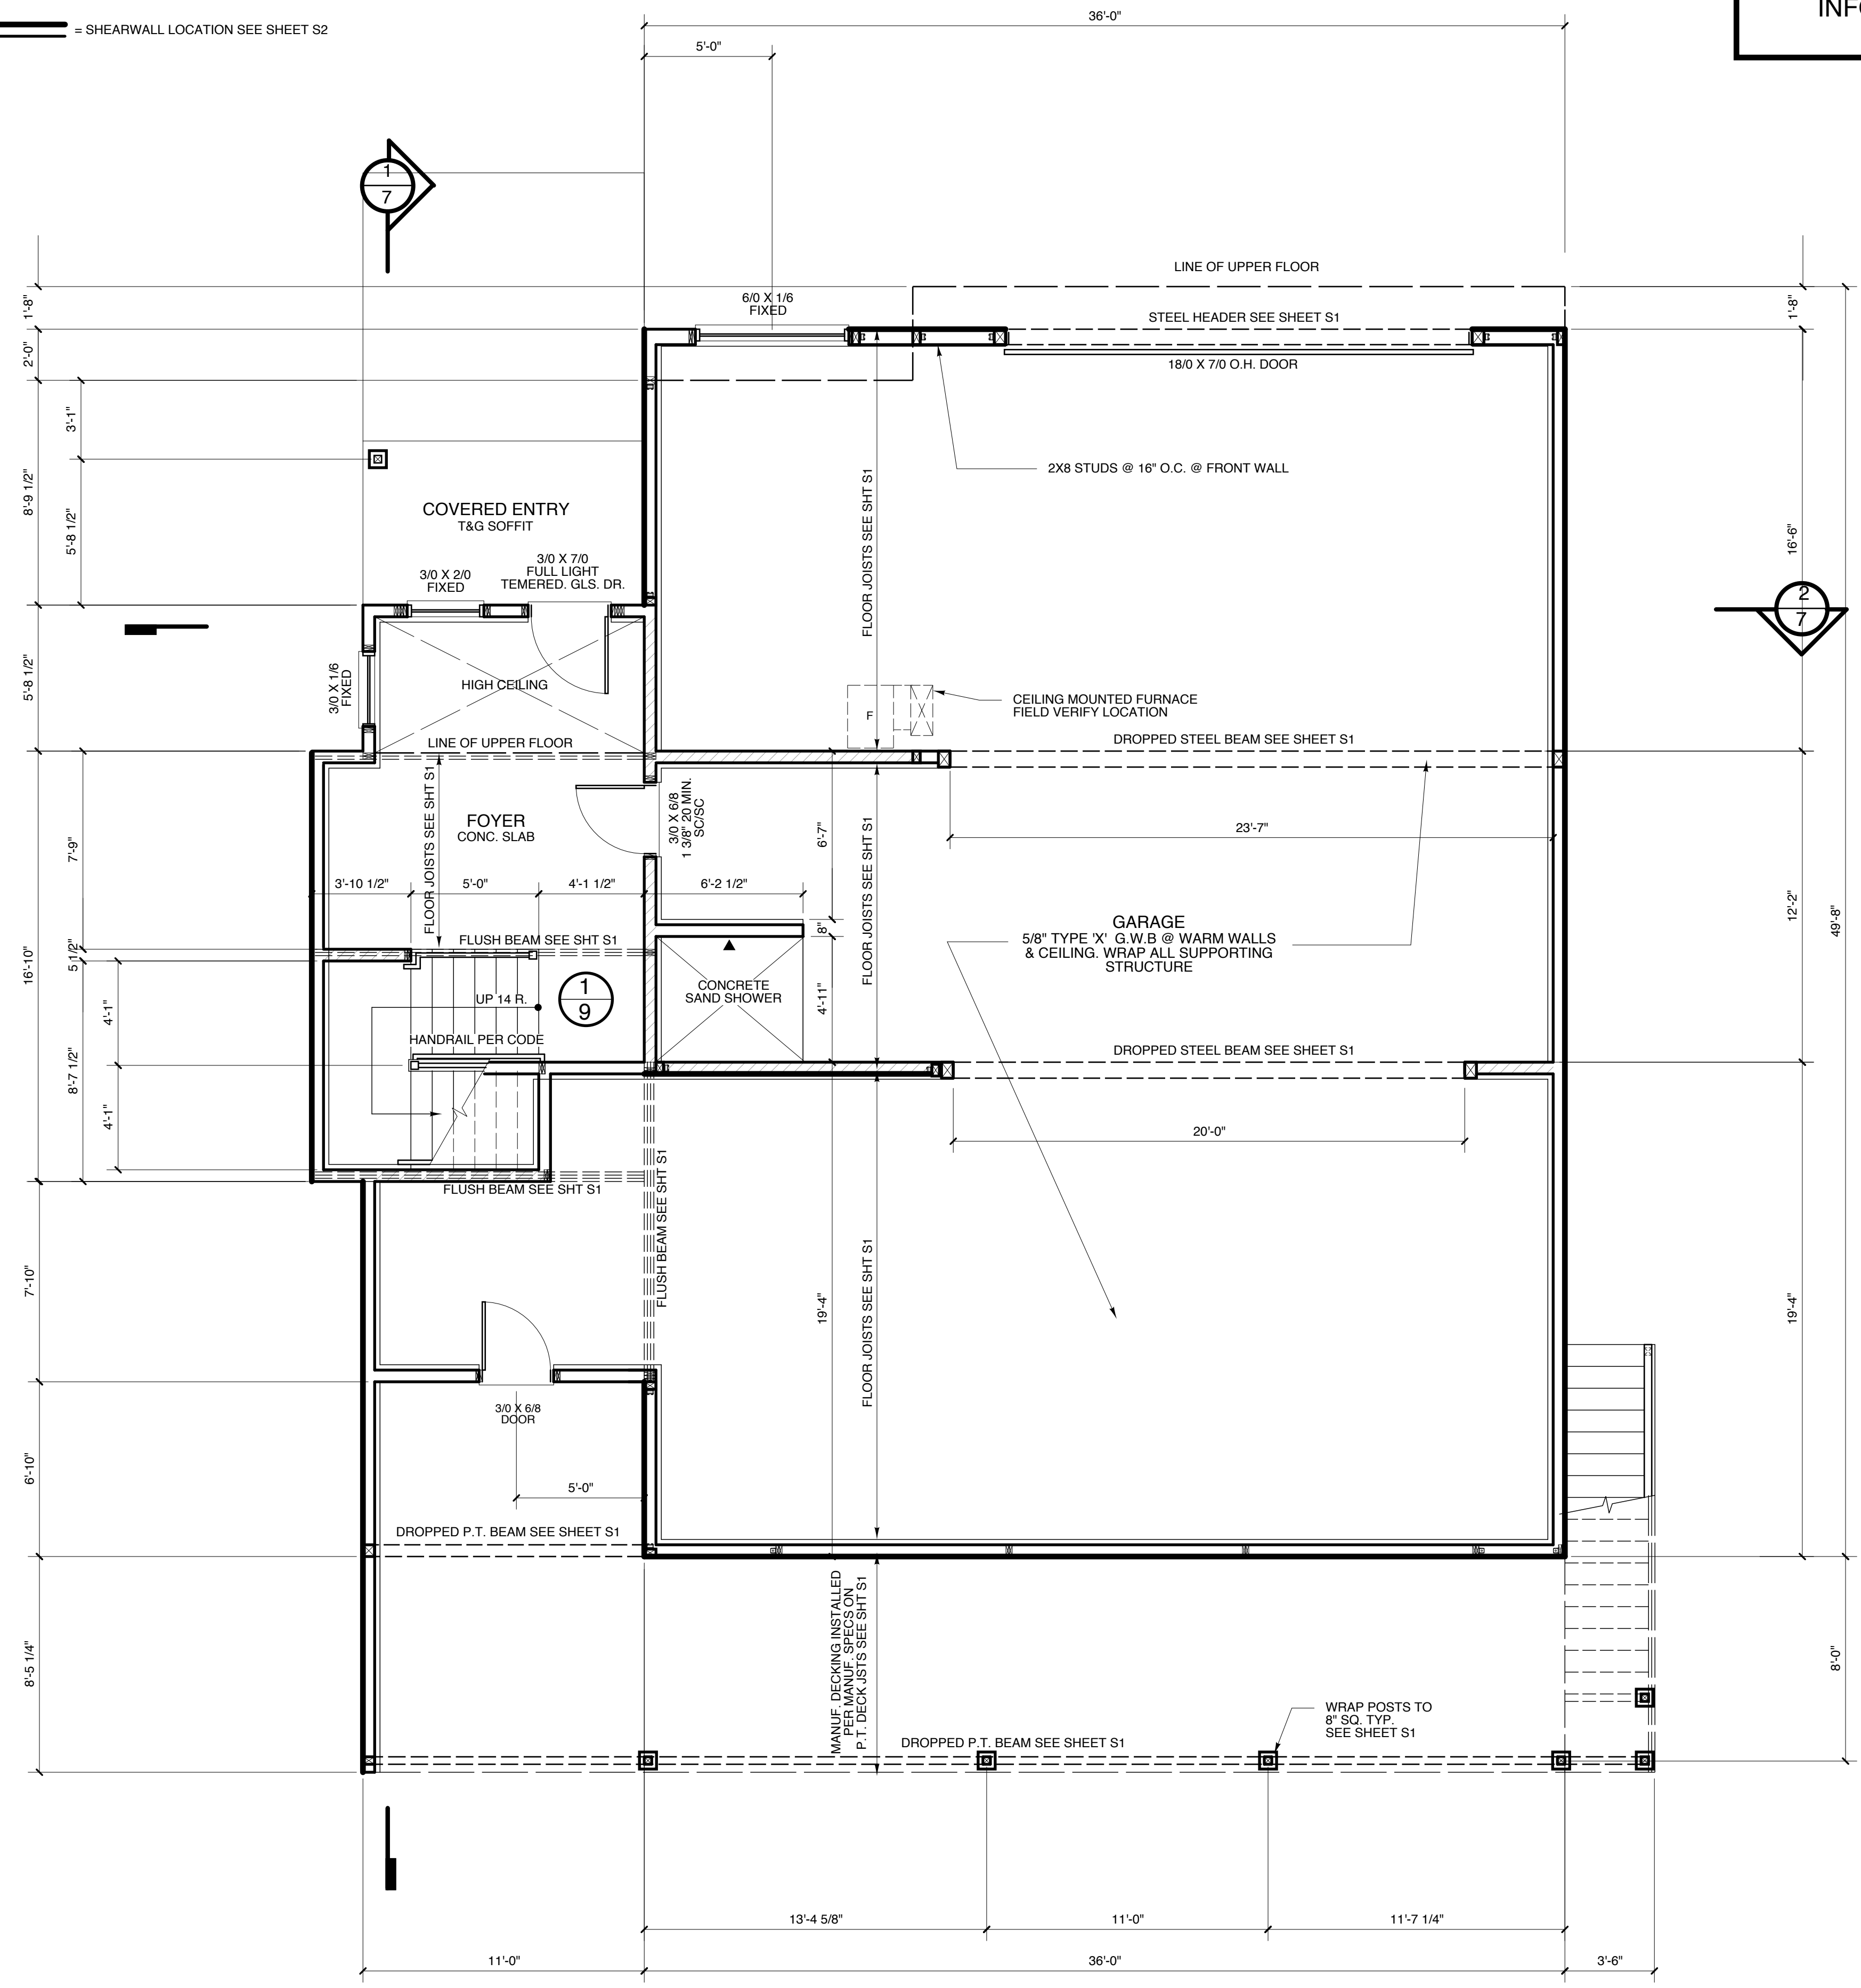 INFO
= SHEARWALL LOCATION SEE SHEET S2
36'-0"
5'-0"
1
7
LINE OF UPPER FLOOR
1'-8"
1'-8"
6/0 X 1/6
FIXED
STEEL HEADER SEE SHEET S1
18/0 X 7/0 O.H. DOOR
2'-0"
3'-1"
8'-9 1/2"
5'-8 1/2"
2X8 STUDS @ 16" O.C. @ FRONT WALL
FLOOR JOISTS SEE SHT S1
16'-6"
COVERED ENTRY
T&G SOFFIT
3/0 X 2/0
FIXED
3/0 X 7/0
FULL LIGHT
TEMERED. GLS. DR.
2
7
5'-8 1/2"
3/0 X 1/6
FIXED
HIGH CEILING
F
CEILING MOUNTED FURNACE
FIELD VERIFY LOCATION
LINE OF UPPER FLOOR
DROPPED STEEL BEAM SEE SHEET S1
FLOOR JOISTS SEE SHT S1
FOYER
CONC. SLAB
3/0 X 6/8
1 3/8" 20 MIN.
SC/SC
6'-7"
FLOOR JOISTS SEE SHT S1
23'-7"
7'-9"
3'-10 1/2"
5'-0"
4'-1 1/2"
6'-2 1/2"
12'-2"
49'-8"
GARAGE
5/8" TYPE 'X' G.W.B @ WARM WALLS
& CEILING. WRAP ALL SUPPORTING
STRUCTURE
8"
FLUSH BEAM SEE SHT S1
5 1/2"
16'-10"
CONCRETE
SAND SHOWER
4'-11"
UP 14 R.
1
9
4'-1"
HANDRAIL PER CODE
8'-7 1/2"
DROPPED STEEL BEAM SEE SHEET S1
4'-1"
20'-0"
FLUSH BEAM SEE SHT S1
FLUSH BEAM SEE SHT S1
7'-10"
19'-4"
FLOOR JOISTS SEE SHT S1
19'-4"
3/0 X 6/8
DOOR
6'-10"
5'-0"
DROPPED P.T. BEAM SEE SHEET S1
8'-5 1/4"
MANUF. DECKING INSTALLED
PER MANUF. SPECS ON
P.T. DECK JSTS SEE SHT S1
8'-0"
WRAP POSTS TO
8" SQ. TYP.
SEE SHEET S1
DROPPED P.T. BEAM SEE SHEET S1
13'-4 5/8"
11'-0"
11'-7 1/4"
11'-0"
36'-0"
3'-6"